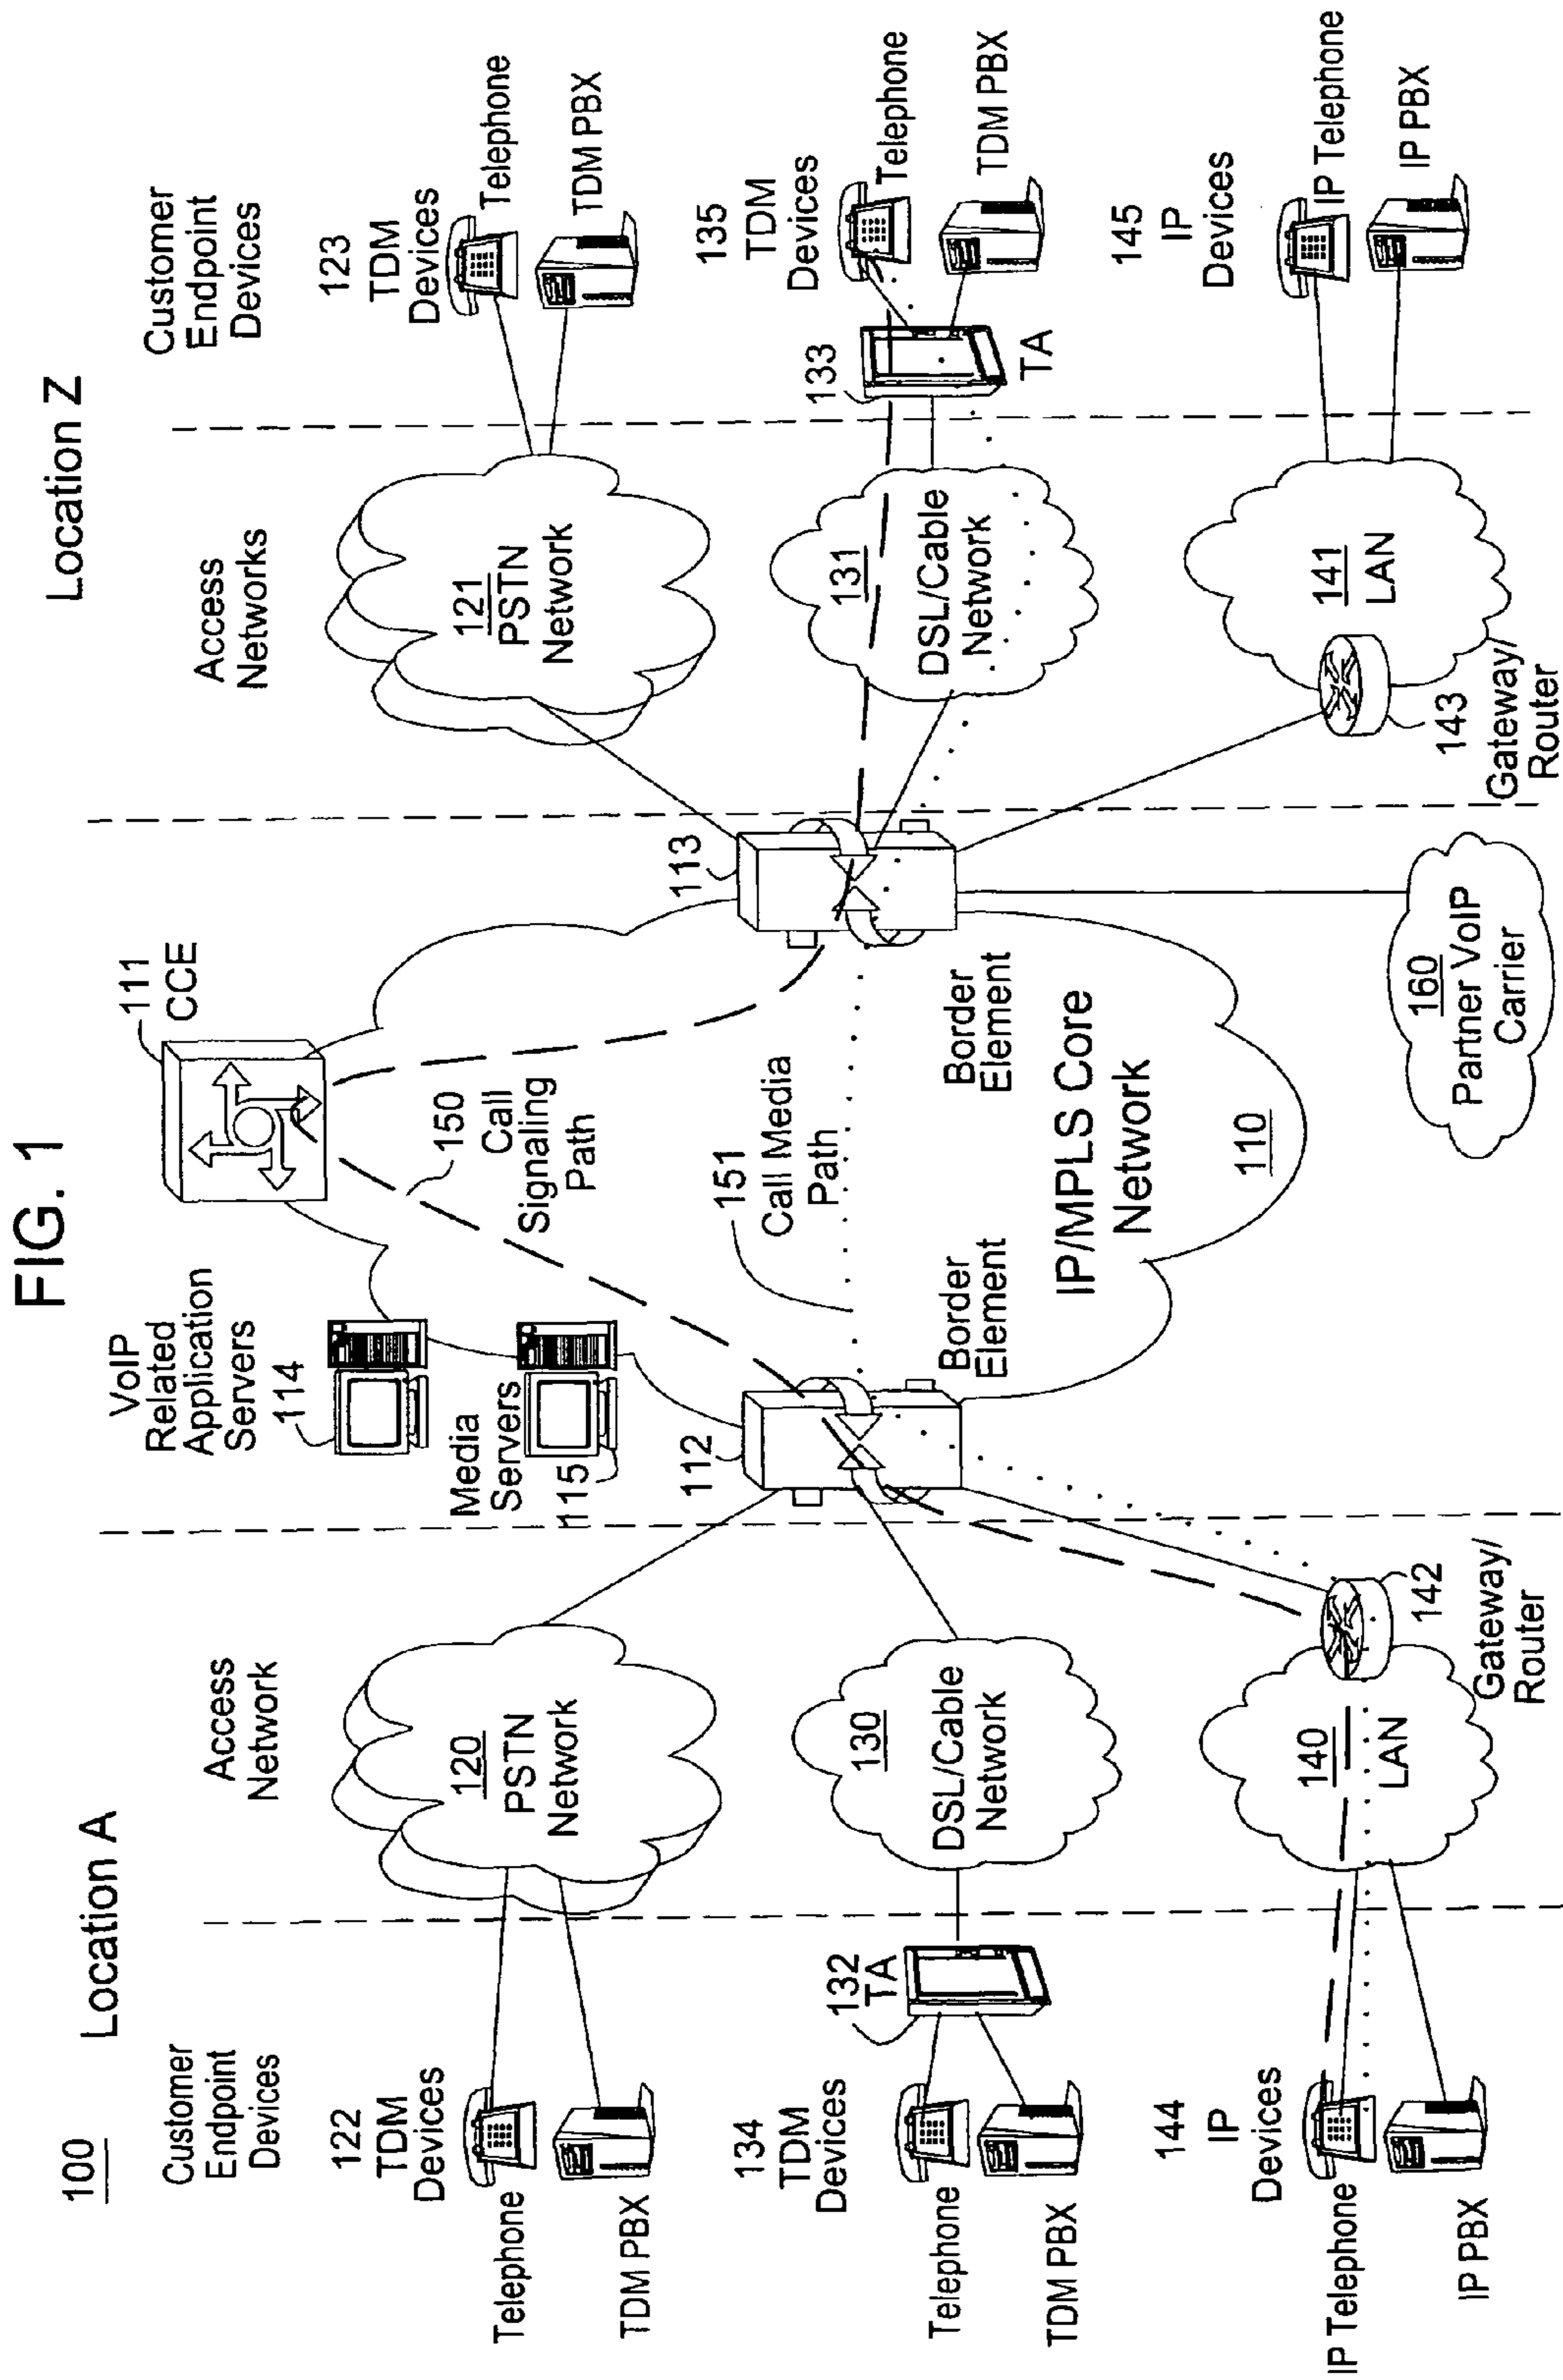 FIG. 1
100
Location A
Location Z
Customer
Endpoint
Devices
Access
Network
VoIP
Related
Application
Servers
114
111
CCE
Access
Networks
Customer
Endpoint
Devices
122
TDM
Devices
Telephone
TDM PBX
120
PSTN
Network
Media
Servers
115
150
Call
Signaling
Path
121
PSTN
Network
123
TDM
Devices
Telephone
TDM PBX
112
151
Call Media
Path
113
134
TDM
Devices
Telephone
TDM PBX
132
TA
130
DSL/Cable
Network
Border
Element
Border
Element
131
DSL/Cable
Network
133
TA
135
TDM
Devices
Telephone
TDM PBX
IP/MPLS Core
Network
110
144
IP
Devices
IP Telephone
IP PBX
140
LAN
142
Gateway/
Router
160
Partner VoIP
Carrier
141
LAN
143
Gateway/
Router
145
IP
Devices
IP Telephone
IP PBX